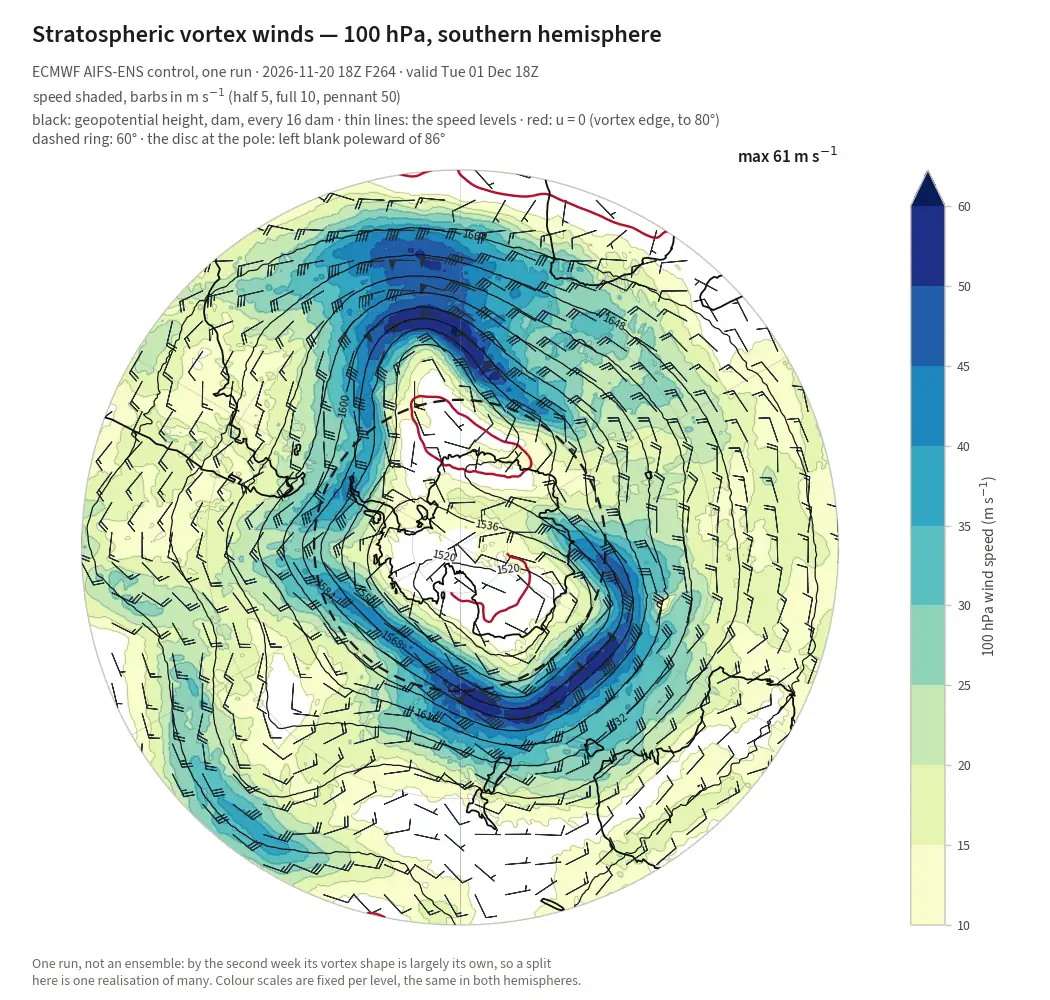 Stratospheric vortex winds — 100 hPa, southern hemisphere
ECMWF AIFS-ENS control, one run · 2026-11-20 18Z F264 · valid Tue 01 Dec 18Z
speed shaded, barbs in m s⁻¹ (half 5, full 10, pennant 50)
black: geopotential height, dam, every 16 dam · thin lines: the speed levels · red: u = 0 (vortex edge, to 80°)
dashed ring: 60° · the disc at the pole: left blank poleward of 86°
max 61 m s⁻¹
1648
1600
1536
1520
1520
1568
1632
60
50
45
40
35
30
25
20
15
10
100 hPa wind speed (m s⁻¹)
One run, not an ensemble: by the second week its vortex shape is largely its own, so a split
here is one realisation of many. Colour scales are fixed per level, the same in both hemispheres.